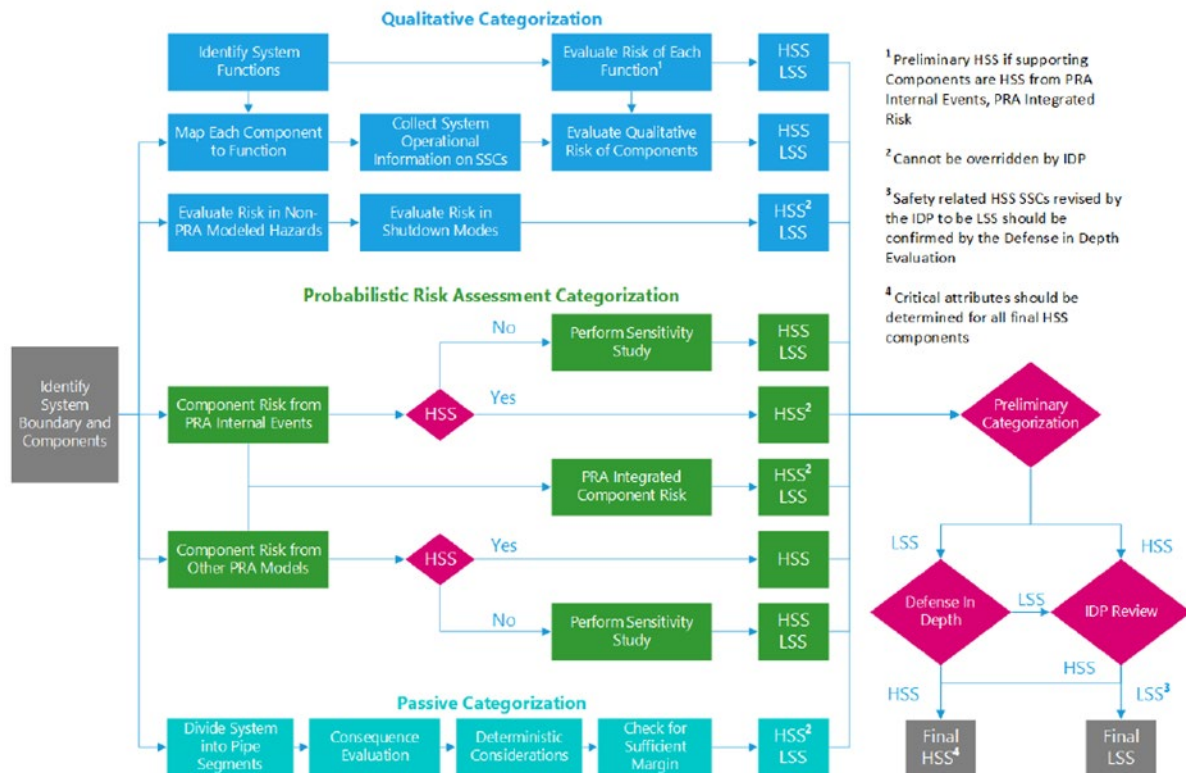 Qualitative Categorization
Identify System
Functions
Evaluate Risk of Each
Function¹
HSS
LSS
Map Each Component
to Function
Collect System
Operational
Information on SSCs
Evaluate Qualitative
Risk of Components
HSS
LSS
Evaluate Risk in Non-
PRA Modeled Hazards
Evaluate Risk in
Shutdown Modes
HSS²
LSS
Probabilistic Risk Assessment Categorization
Identify
System
Boundary and
Components
No
Perform Sensitivity
Study
HSS
LSS
Component Risk from
PRA Internal Events
HSS
Yes
HSS²
PRA Integrated
Component Risk
HSS²
LSS
Component Risk from
Other PRA Models
HSS
Yes
HSS
No
Perform Sensitivity
Study
HSS
LSS
Passive Categorization
Divide System
into Pipe
Segments
Consequence
Evaluation
Deterministic
Considerations
Check for
Sufficient
Margin
HSS²
LSS
¹ Preliminary HSS if supporting
Components are HSS from PRA
Internal Events, PRA Integrated
Risk
² Cannot be overridden by IDP
³ Safety related HSS SSCs revised by
the IDP to be LSS should be
confirmed by the Defense in Depth
Evaluation
⁴ Critical attributes should be
determined for all final HSS
components
Preliminary
Categorization
LSS
HSS
Defense In
Depth
LSS
IDP Review
HSS
HSS
LSS³
Final
HSS⁴
Final
LSS